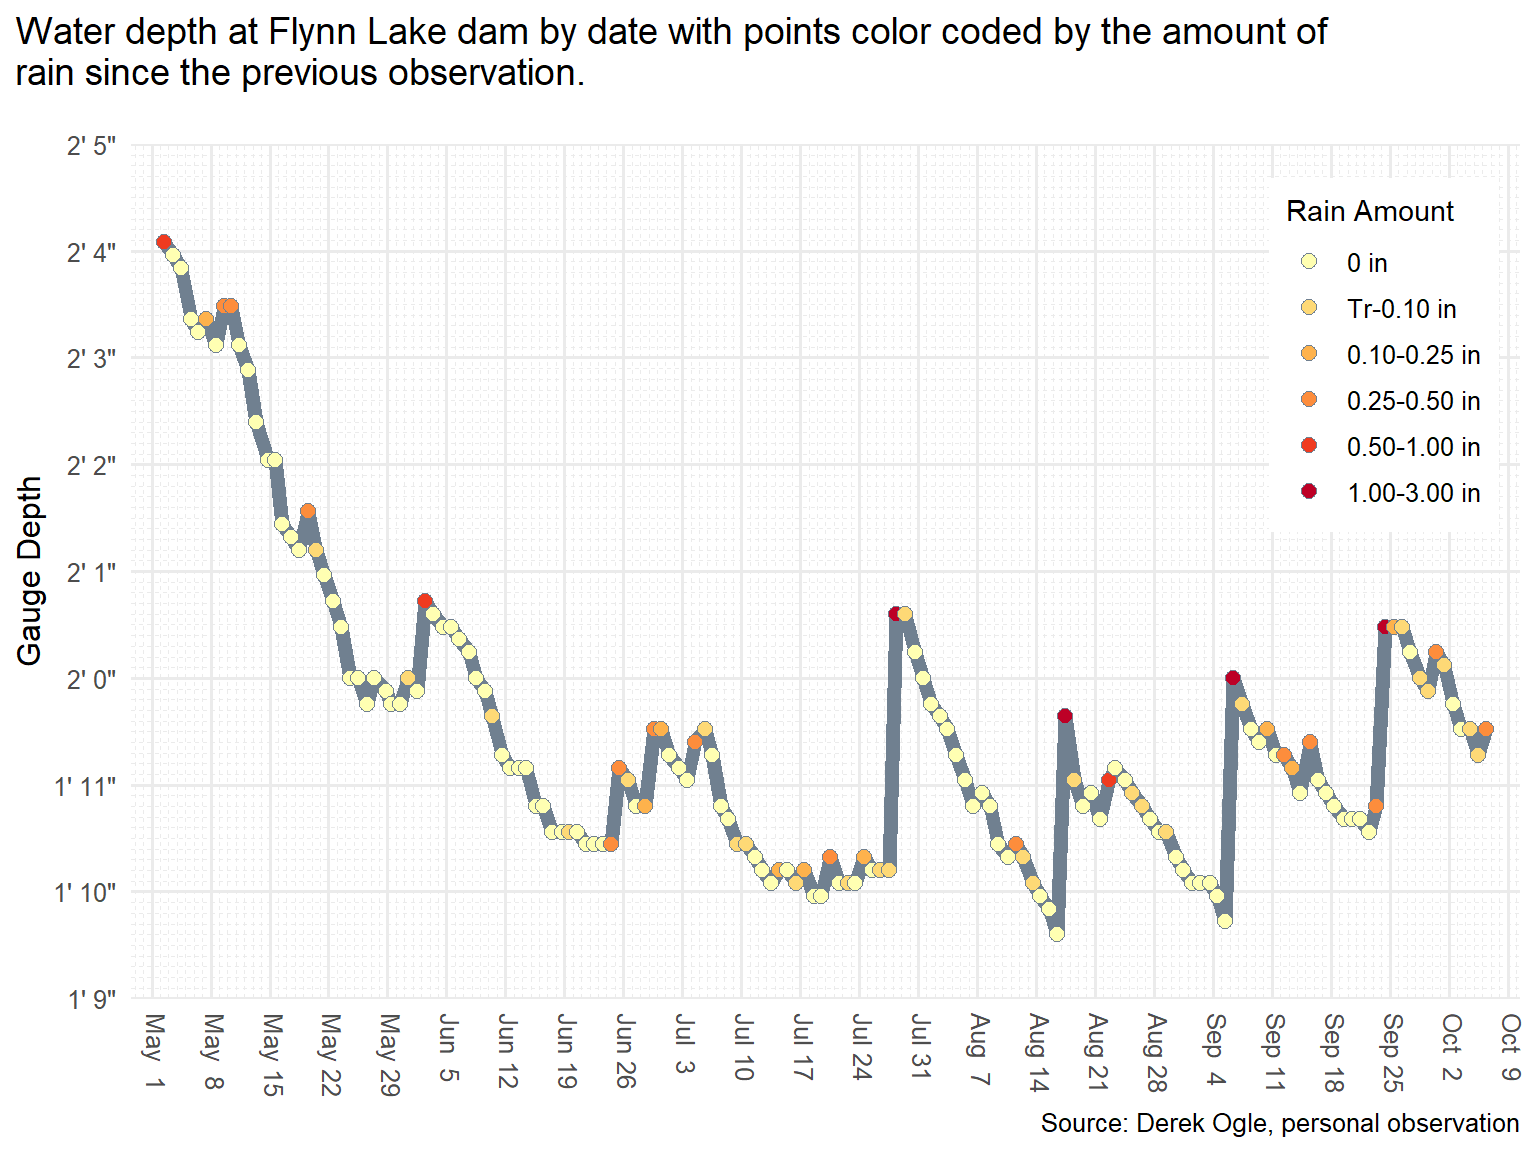 Water depth at Flynn Lake dam by date with points color coded by the amount of
rain since the previous observation.
2' 5"
2' 4"
2' 3"
2' 2"
2' 1"
2' 0"
1' 11"
1' 10"
1' 9"
Gauge Depth
Rain Amount
0 in
Tr-0.10 in
0.10-0.25 in
0.25-0.50 in
0.50-1.00 in
1.00-3.00 in
May 1
May 8
May 15
May 22
May 29
Jun 5
Jun 12
Jun 19
Jun 26
Jul 3
Jul 10
Jul 17
Jul 24
Jul 31
Aug 7
Aug 14
Aug 21
Aug 28
Sep 4
Sep 11
Sep 18
Sep 25
Oct 2
Oct 9
Source: Derek Ogle, personal observation